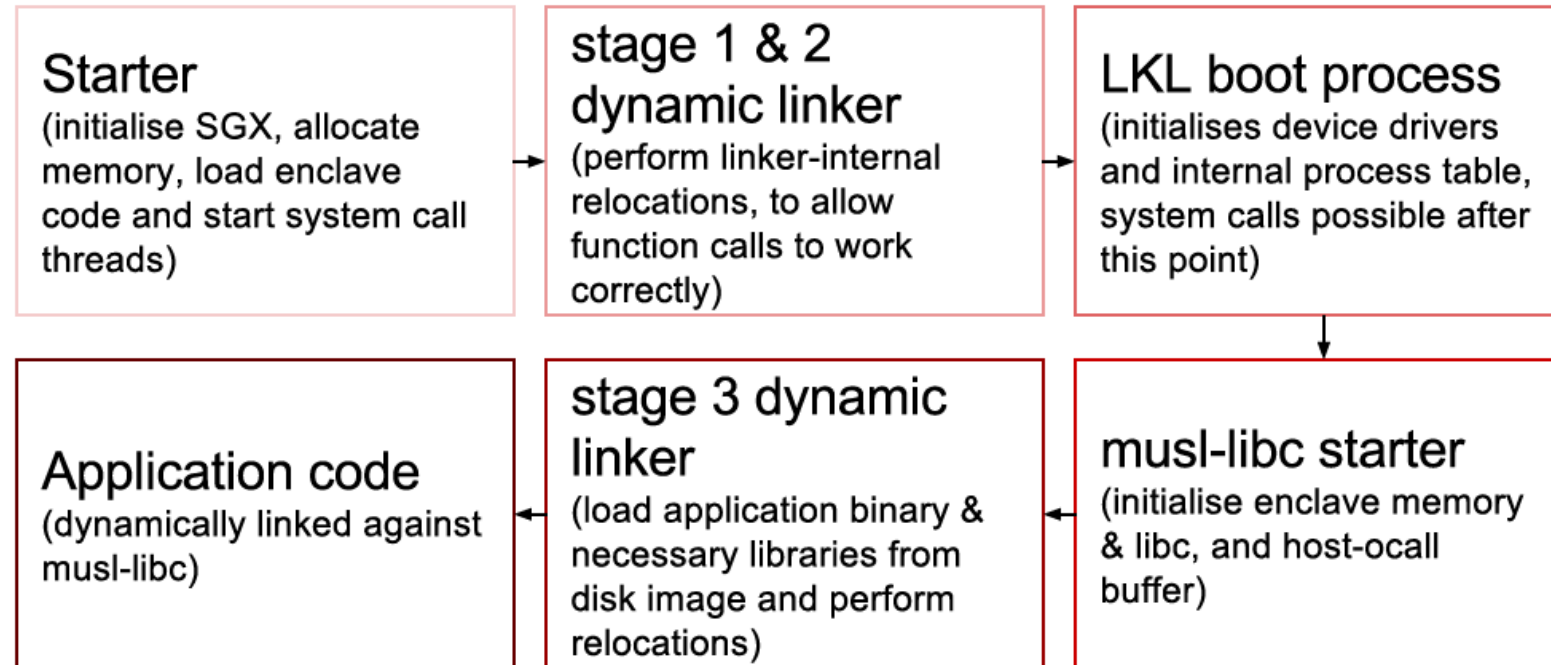 Starter
(initialise SGX, allocate
memory, load enclave
code and start system call
threads)
stage 1 & 2
dynamic linker
(perform linker-internal
relocations, to allow
function calls to work
correctly)
LKL boot process
(initialises device drivers
and internal process table,
system calls possible after
this point)
musl-libc starter
(initialise enclave memory
& libc, and host-ocall
buffer)
stage 3 dynamic
linker
(load application binary &
necessary libraries from
disk image and perform
relocations)
Application code
(dynamically linked against
musl-libc)